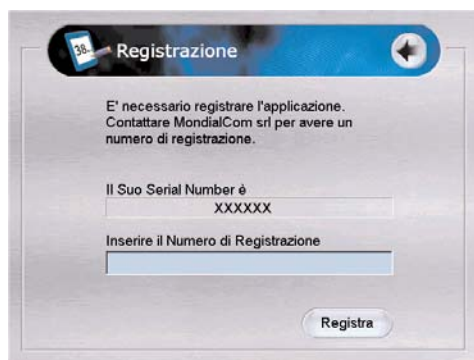 38..
Registrazione
E' necessario registrare l'applicazione.
Contattare MondialCom srl per avere un
numero di registrazione.
Il Suo Serial Number è
XXXXXX
Inserire il Numero di Registrazione
Registra